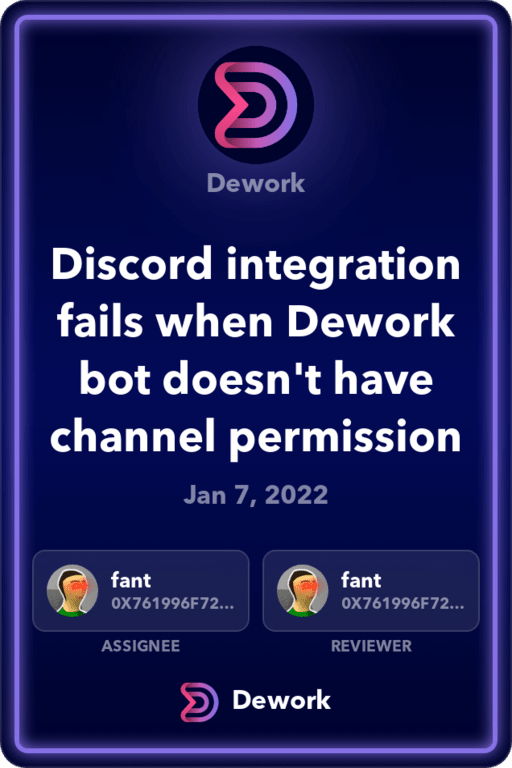 Dework
Discord integration
fails when Dework
bot doesn't have
channel permission
Jan 7, 2022
fant
0X761996F72...
ASSIGNEE
fant
0X761996F72...
REVIEWER
Dework